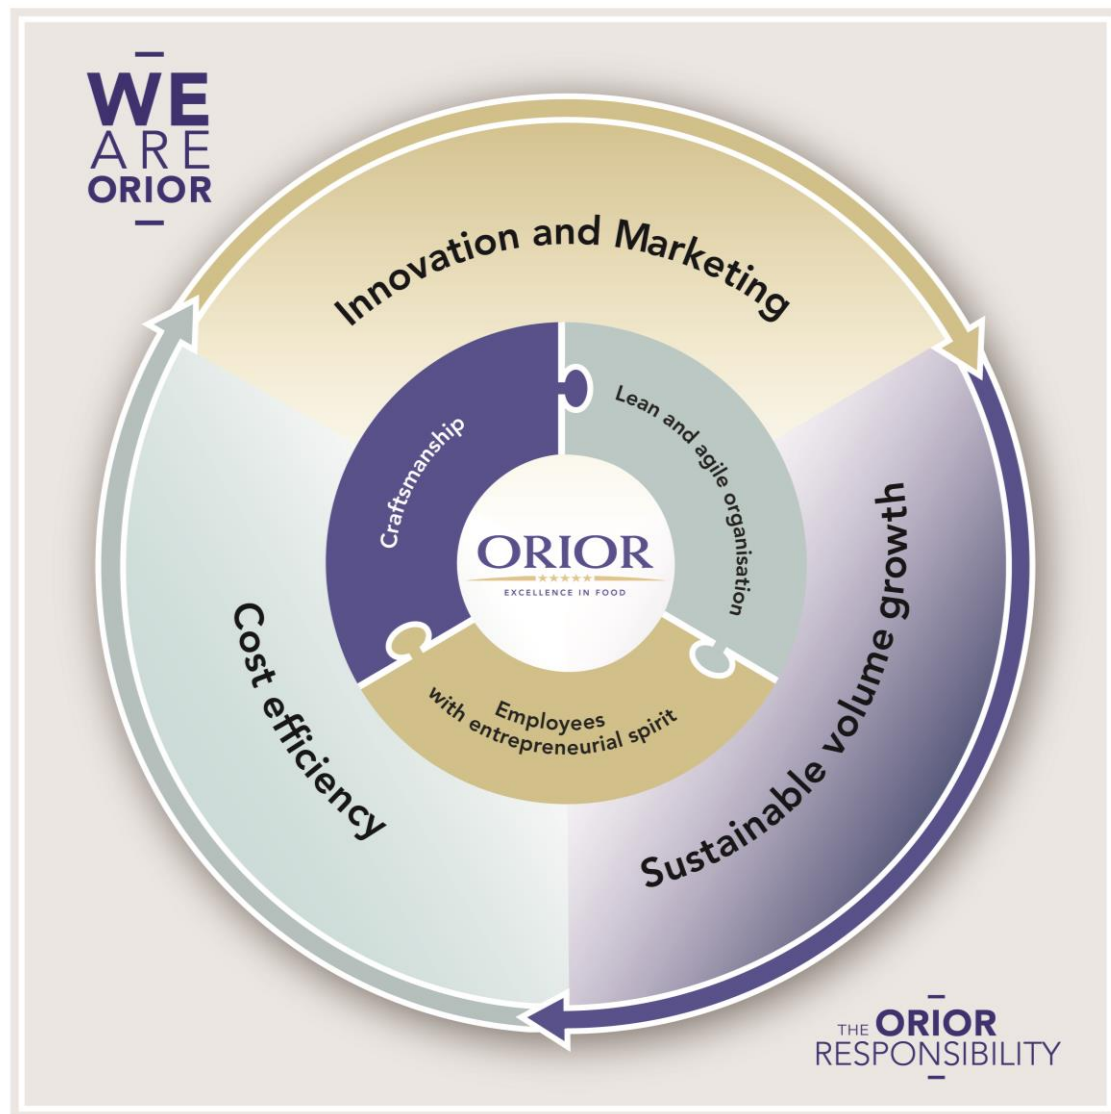 WE
ARE
ORIOR
Innovation and Marketing
Craftsmanship
Lean and agile organisation
ORIOR
EXCELLENCE IN FOOD
Employees
with entrepreneurial spirit
Cost efficiency
Sustainable volume growth
THE ORIOR
RESPONSIBILITY